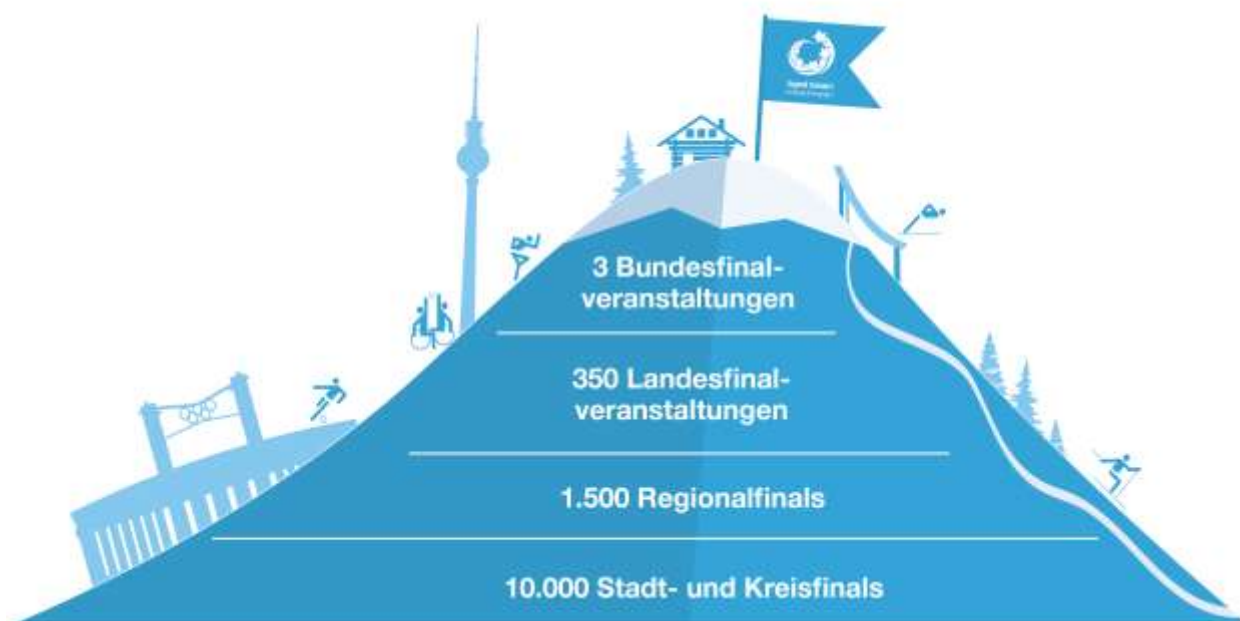 3 Bundesfinal-
veranstaltungen
350 Landesfinal-
veranstaltungen
1.500 Regionalfinals
10.000 Stadt- und Kreisfinals